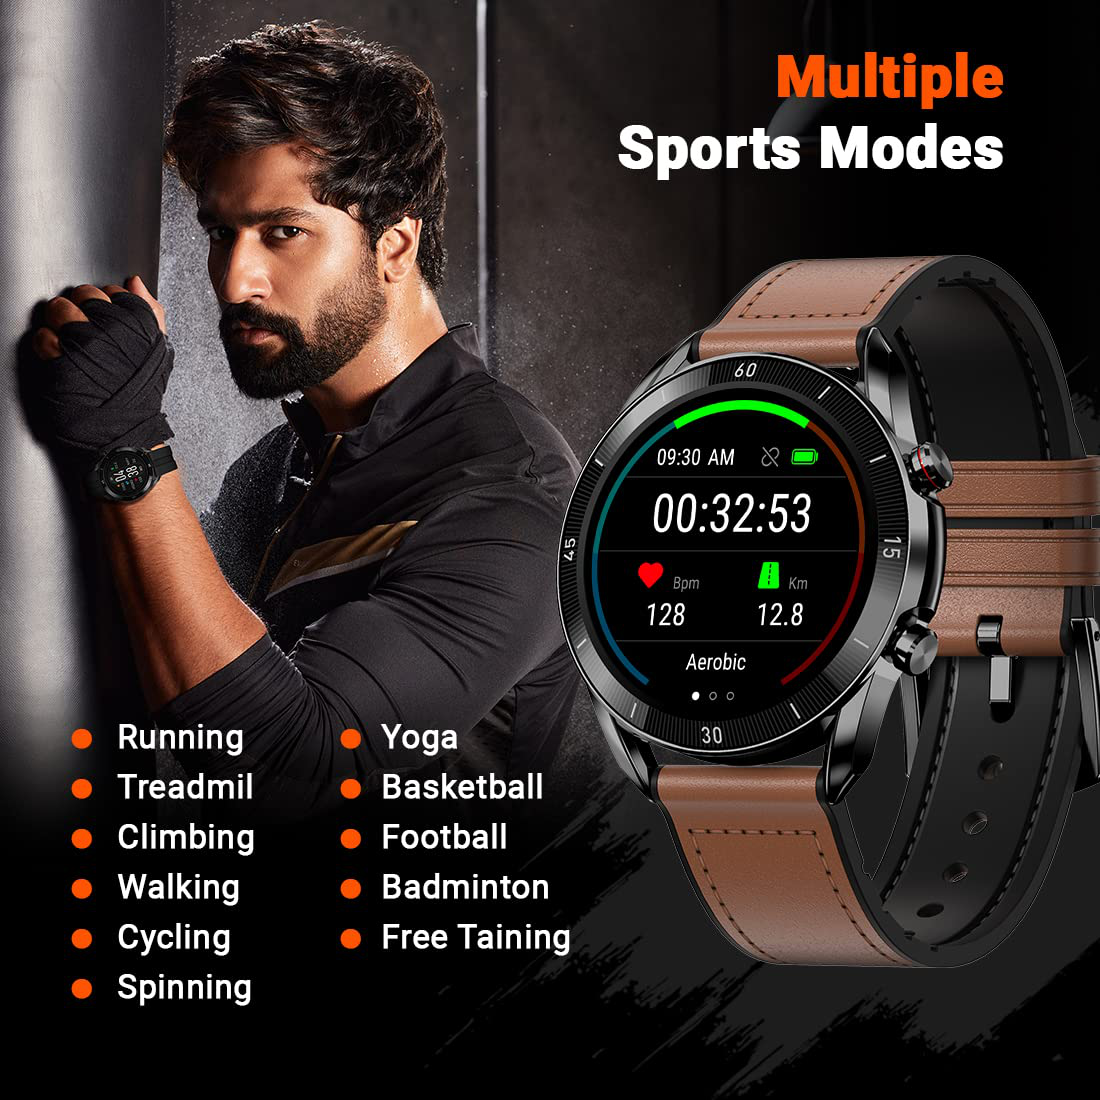 Multiple
Sports Modes
60
09:30 AM
00:32:53
45
15
Bpm
Km
128
12.8
Aerobic
30
Running
Treadmil
Climbing
Walking
Cycling
Spinning
Yoga
Basketball
Football
Badminton
Free Taining